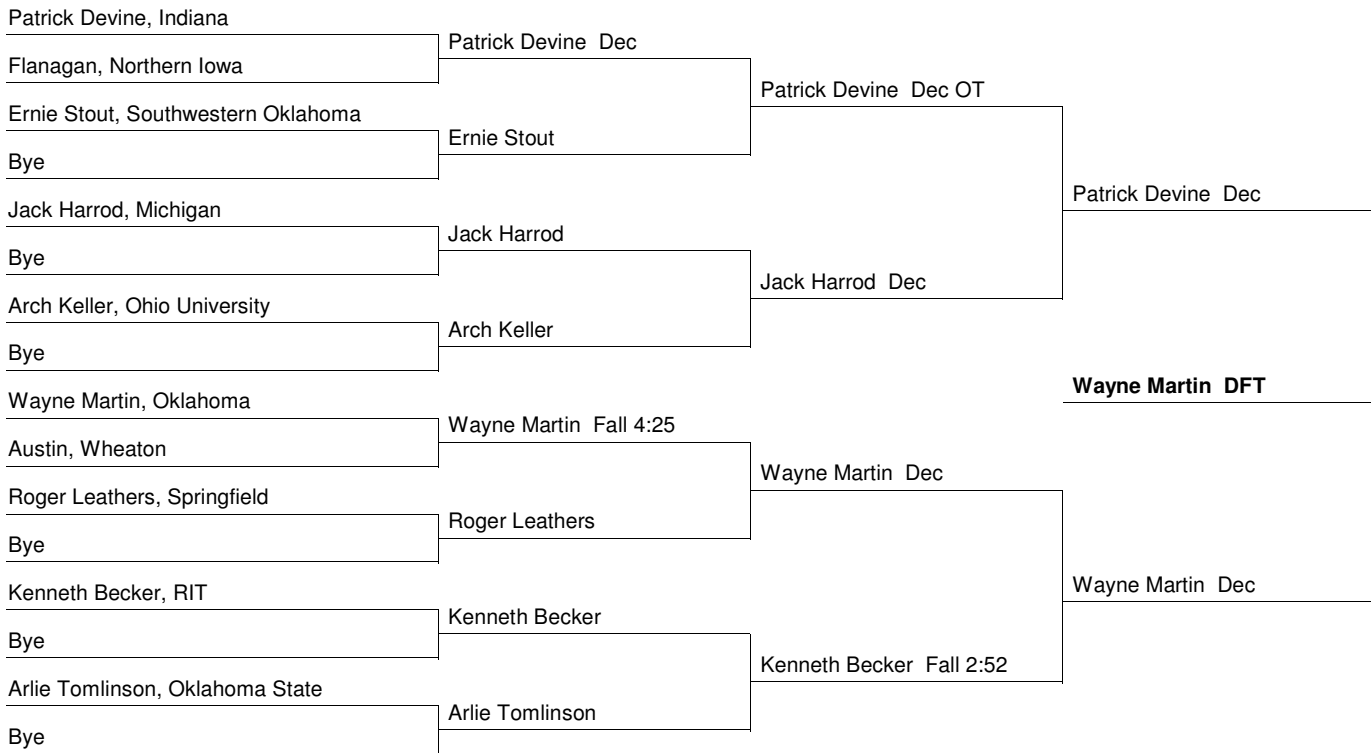 Patrick Devine, Indiana
Flanagan, Northern Iowa
Ernie Stout, Southwestern Oklahoma
Bye
Jack Harrod, Michigan
Bye
Arch Keller, Ohio University
Bye
Wayne Martin, Oklahoma
Austin, Wheaton
Roger Leathers, Springfield
Bye
Kenneth Becker, RIT
Bye
Arlie Tomlinson, Oklahoma State
Bye
Patrick Devine Dec
Ernie Stout
Jack Harrod
Arch Keller
Wayne Martin Fall 4:25
Roger Leathers
Kenneth Becker
Arlie Tomlinson
Patrick Devine Dec OT
Jack Harrod Dec
Wayne Martin Dec
Kenneth Becker Fall 2:52
Patrick Devine Dec
Wayne Martin DFT
Wayne Martin Dec